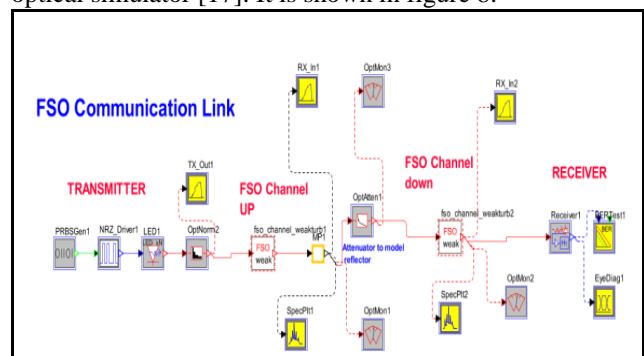 optical simulator [17]. It is shown in figure 8.
RX_In1
OptMon3
RX_In2
FSO Communication Link
TX_Out1
OptAtten1
FSO Channel
down
RECEIVER
TRANSMITTER
FSO Channel
UP
PRBSGen1
NRZ_Driver1
LED1
OptNorm2
fso_channel_weakturb1
MP1
fso_channel_weakturb2
Receiver1
BERTest1
FSO
weak
Attenuator to model
reflector
FSO
weak
BER
OptMon2
SpecPlt1
OptMon1
SpecPlt2
EyeDiag1